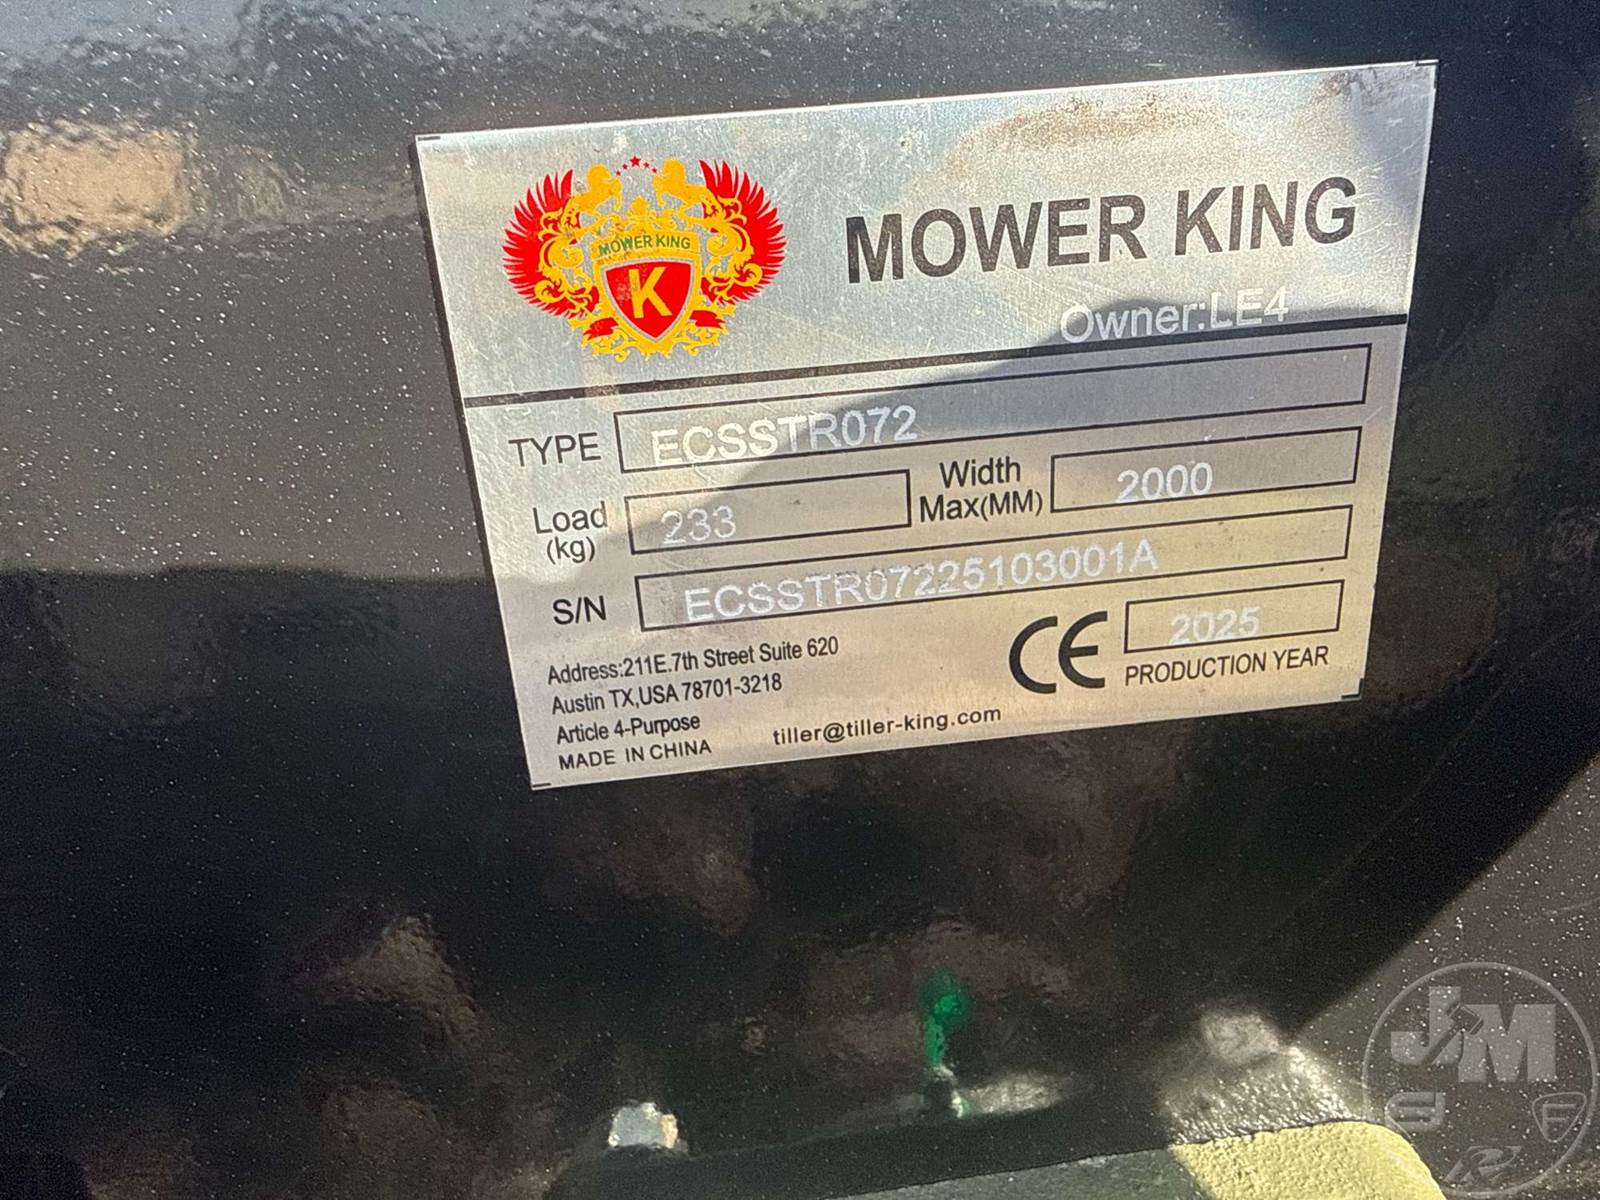 MOWER KING
K
MOWER KING
Owner:LE4
TYPE ECSSTR072
Load (kg) 233 Width Max(MM) 2000
S/N ECSSTR07225103001A
CE 2025
PRODUCTION YEAR
Address:211E.7th Street Suite 620
Austin TX,USA 78701-3218
Article 4-Purpose
MADE IN CHINA
tiller@tiller-king.com
JM